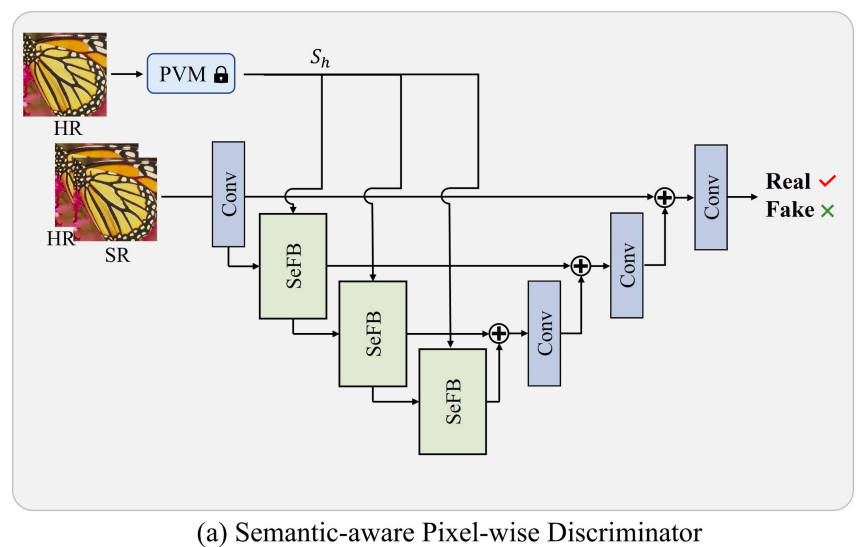 HR
PVM
S_h
HR
SR
Conv
SeFB
SeFB
SeFB
Conv
Conv
Conv
Real ✓
Fake ×
(a) Semantic-aware Pixel-wise Discriminator